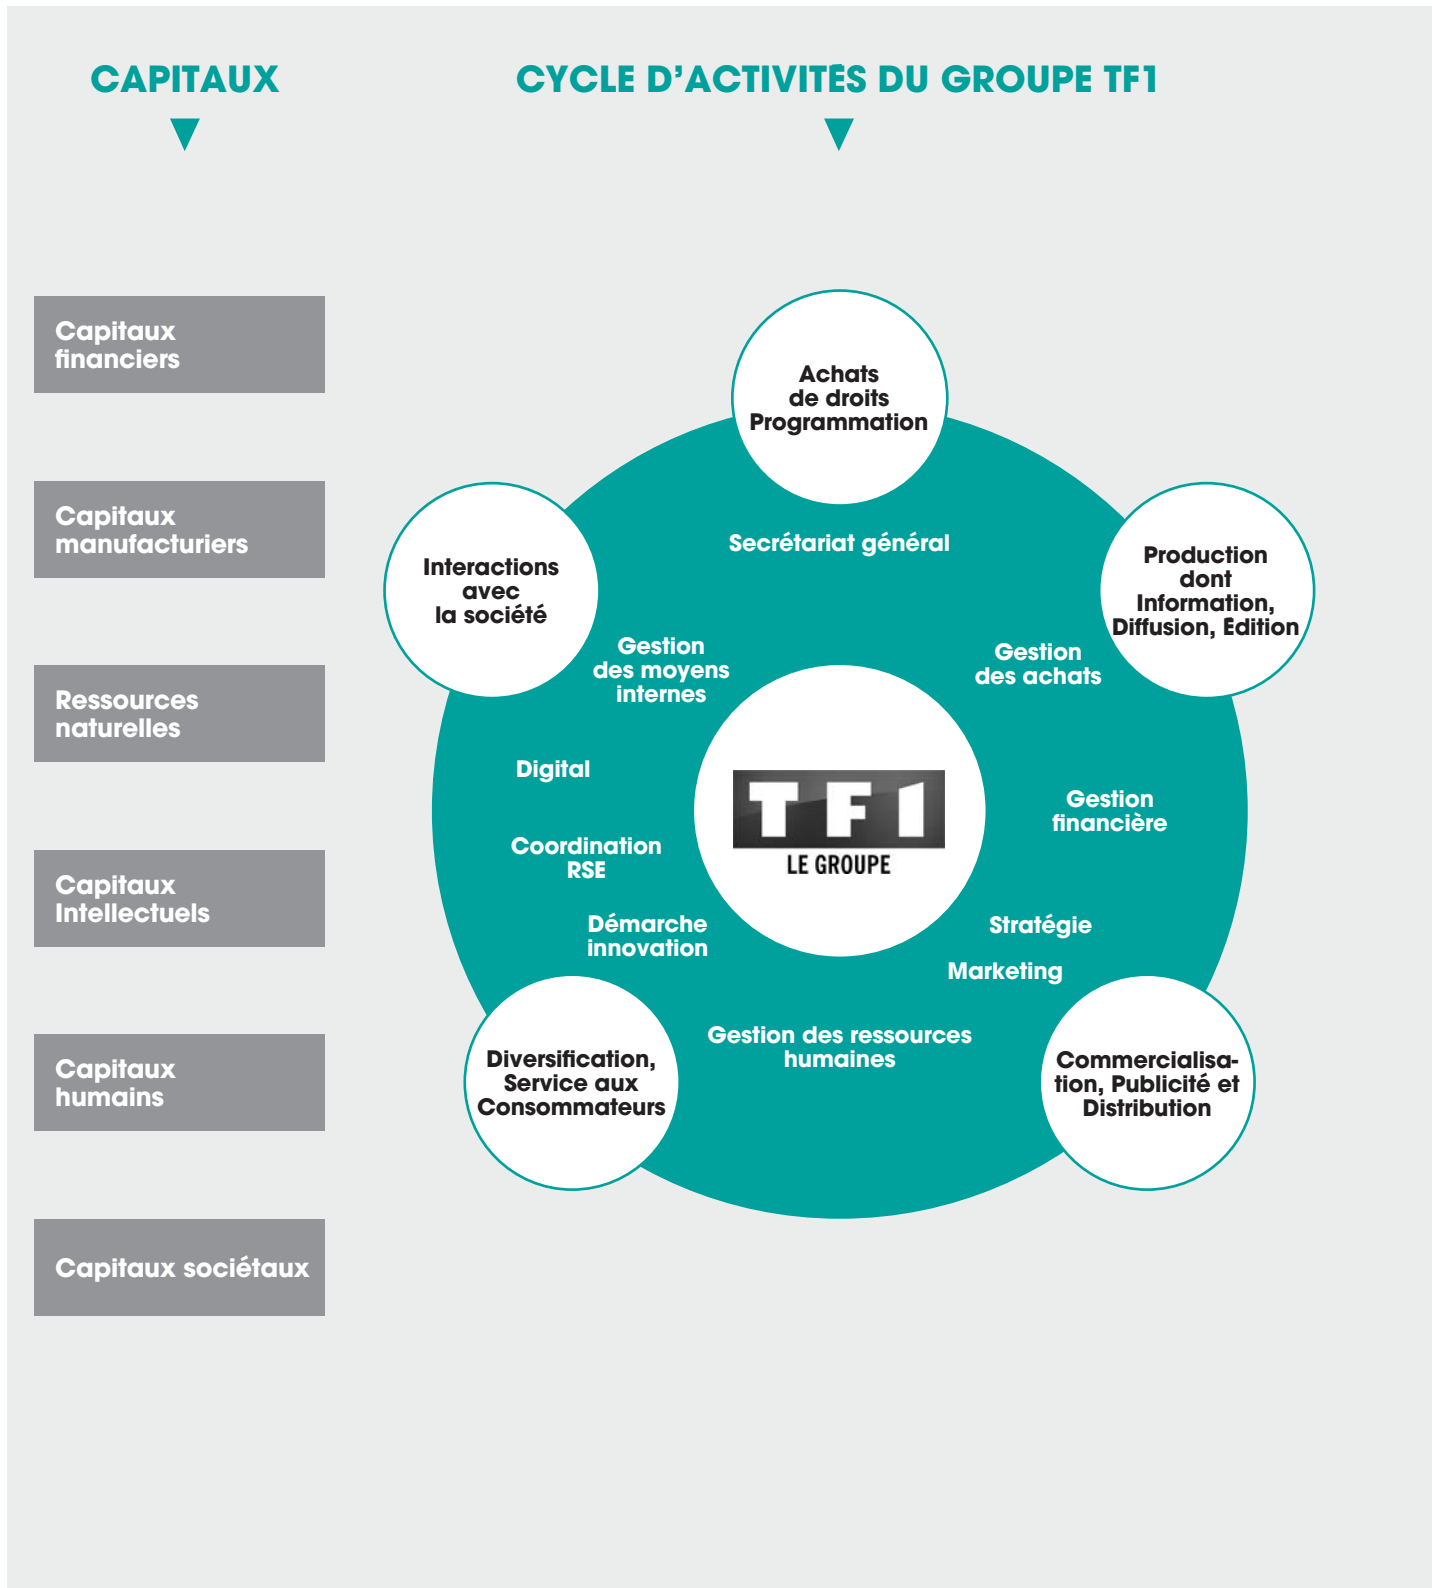 CAPITAUX
CYCLE D'ACTIVITÉS DU GROUPE TF1
Capitaux
financiers
Capitaux
manufacturiers
Ressources
naturelles
Capitaux
Intellectuels
Capitaux
humains
Capitaux sociétaux
Achats
de droits
Programmation
Production
dont
Information,
Diffusion, Édition
Commercialisa-
tion, Publicité et
Distribution
Diversification,
Service aux
Consommateurs
Interactions
avec
la société
Secrétariat général
Gestion
des achats
Gestion
financière
Stratégie
Marketing
Gestion des ressources
humaines
Démarche
innovation
Coordination
RSE
Digital
Gestion
des moyens
internes
TF1
LE GROUPE